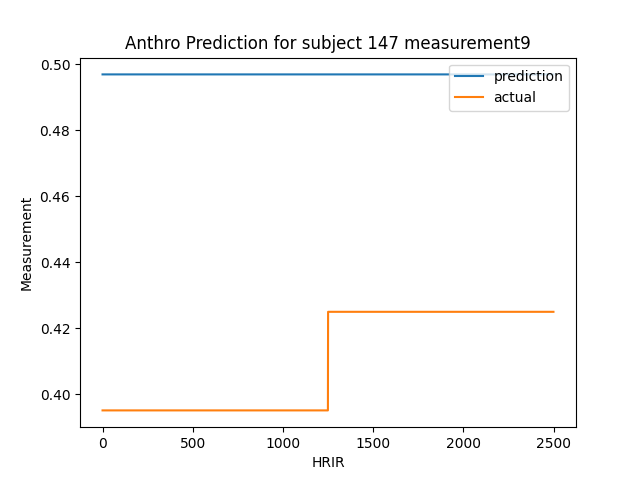 Anthro Prediction for subject 147 measurement9
prediction
actual
0.50
0.48
0.46
0.44
0.42
0.40
Measurement
0
500
1000
1500
2000
2500
HRIR